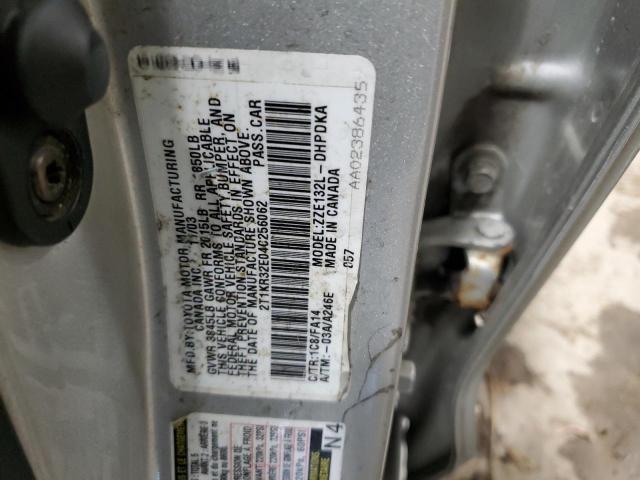 MFD.BY:TOYOTA MOTOR MANUFACTURING
CANADA INC. 11/03
GVWR 3845LB GAWR FR 2015LB RR 1850LB
THIS VEHICLE CONFORMS TO ALL APPLICABLE
FEDERAL MOTOR VEHICLE SAFETY, BUMPER, AND
THEFT PREVENTION STANDARDS IN EFFECT ON
THE DATE OF MANUFACTURE SHOWN ABOVE.
2T1KR32E04C256062 PASS.CAR
C/TR:1C8/FA14 MODEL:ZZE132L-DHPDKA
A/TM:-03A/A246E MADE IN CANADA
057
AA02386435
N4